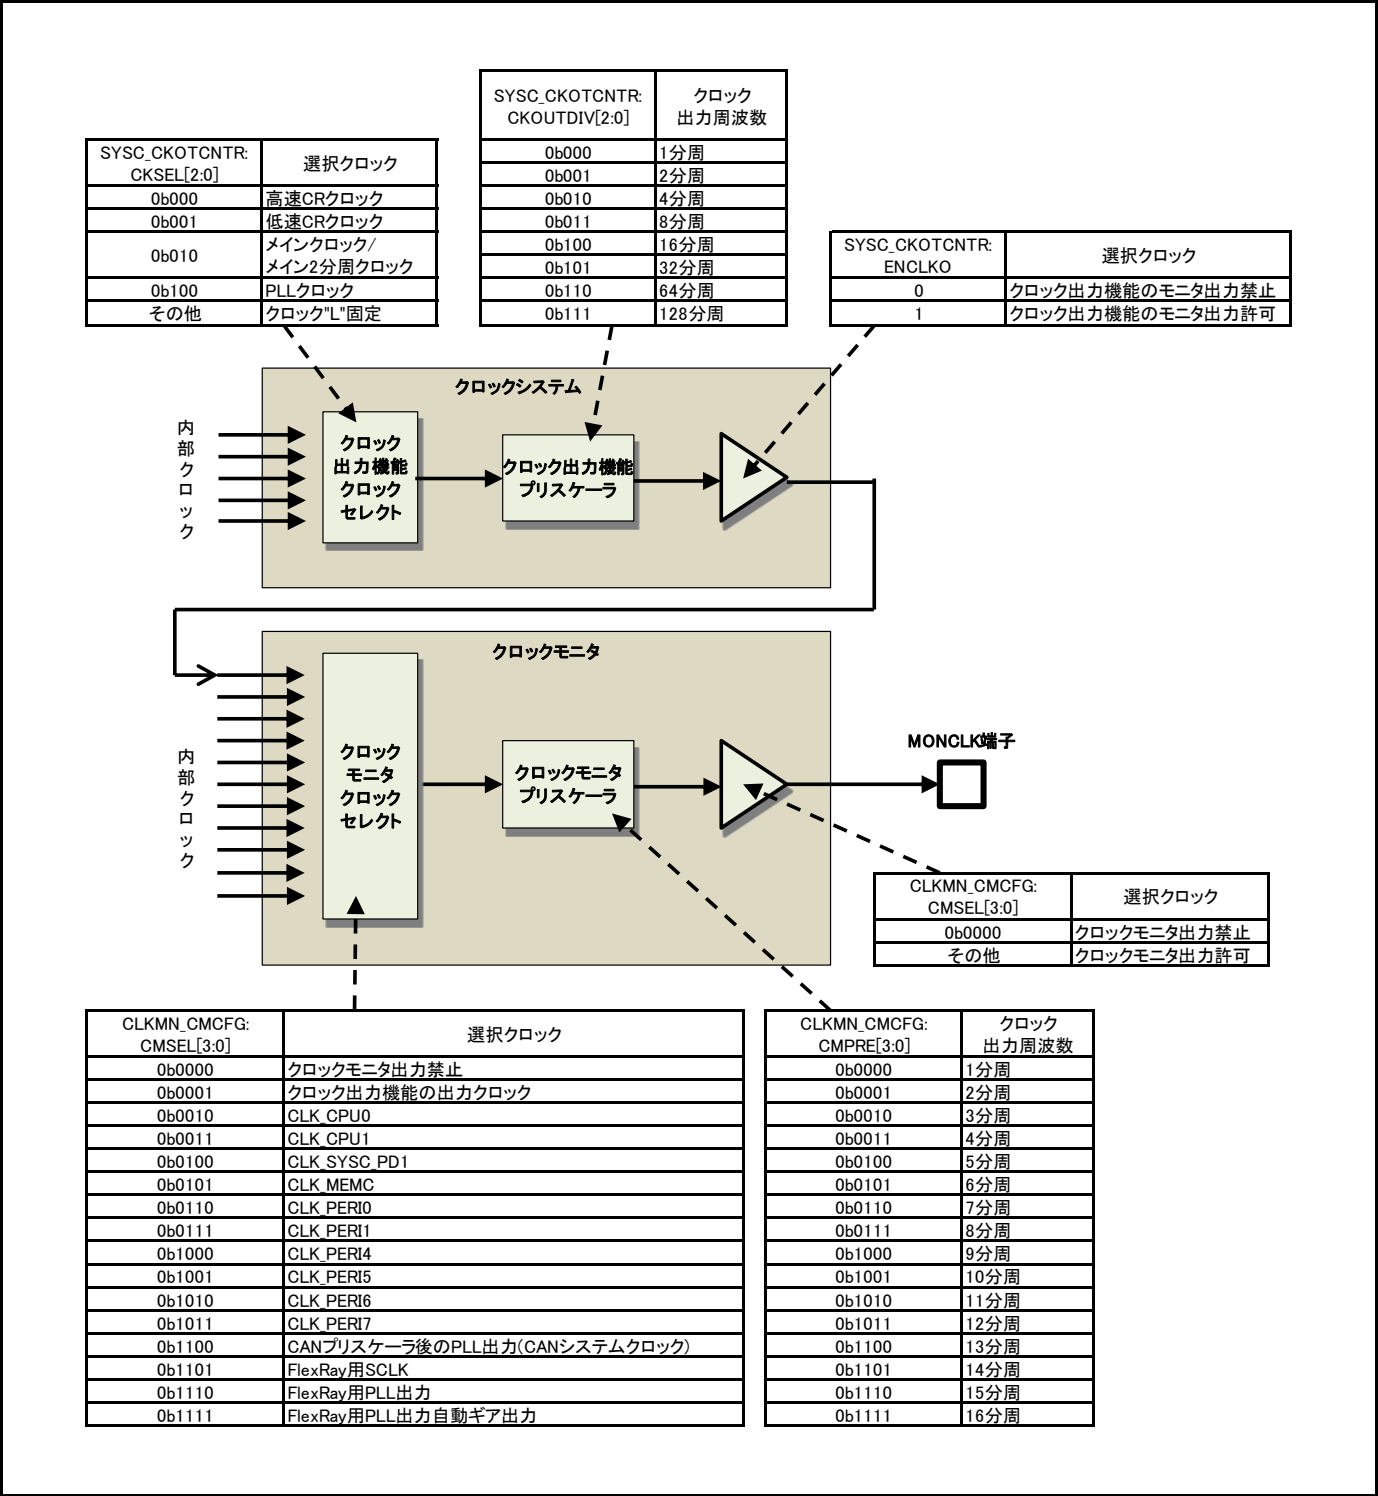 SYSC_CKOTCNTR:
CKOUTDIV[2:0]
クロック
出力周波数
0b000 1分周
0b001 2分周
0b010 4分周
0b011 8分周
0b100 16分周
0b101 32分周
0b110 64分周
0b111 128分周
SYSC_CKOTCNTR:
CKSEL[2:0]
選択クロック
0b000 高速CRクロック
0b001 低速CRクロック
0b010 メインクロック/
メイン2分周クロック
0b100 PLLクロック
その他 クロック"L"固定
SYSC_CKOTCNTR:
ENCLKO
選択クロック
0 クロック出力機能のモニタ出力禁止
1 クロック出力機能のモニタ出力許可
クロックシステム
内部クロック
クロック
出力機能
クロック
セレクト
クロック出力機能
プリスケーラ
クロックモニタ
内部クロック
クロック
モニタ
クロック
セレクト
クロックモニタ
プリスケーラ
MONCLK端子
CLKMN_CMCFG:
CMSEL[3:0]
選択クロック
0b0000 クロックモニタ出力禁止
その他 クロックモニタ出力許可
CLKMN_CMCFG:
CMSEL[3:0]
選択クロック
0b0000 クロックモニタ出力禁止
0b0001 クロック出力機能の出力クロック
0b0010 CLK_CPU0
0b0011 CLK_CPU1
0b0100 CLK_SYSC_PD1
0b0101 CLK_MEMC
0b0110 CLK_PERI0
0b0111 CLK_PERI1
0b1000 CLK_PERI4
0b1001 CLK_PERI5
0b1010 CLK_PERI6
0b1011 CLK_PERI7
0b1100 CANプリスケーラ後のPLL出力(CANシステムクロック)
0b1101 FlexRay用SCLK
0b1110 FlexRay用PLL出力
0b1111 FlexRay用PLL出力自動ギア出力
CLKMN_CMCFG:
CMPRE[3:0]
クロック
出力周波数
0b0000 1分周
0b0001 2分周
0b0010 3分周
0b0011 4分周
0b0100 5分周
0b0101 6分周
0b0110 7分周
0b0111 8分周
0b1000 9分周
0b1001 10分周
0b1010 11分周
0b1011 12分周
0b1100 13分周
0b1101 14分周
0b1110 15分周
0b1111 16分周